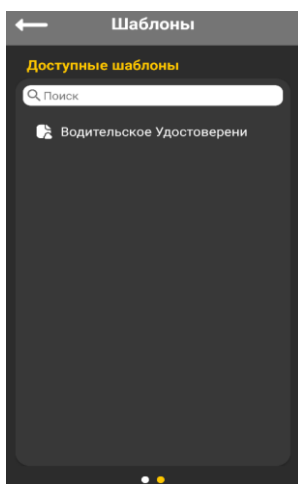 Шаблоны
Доступные шаблоны
Поиск
Водительское Удостоверени